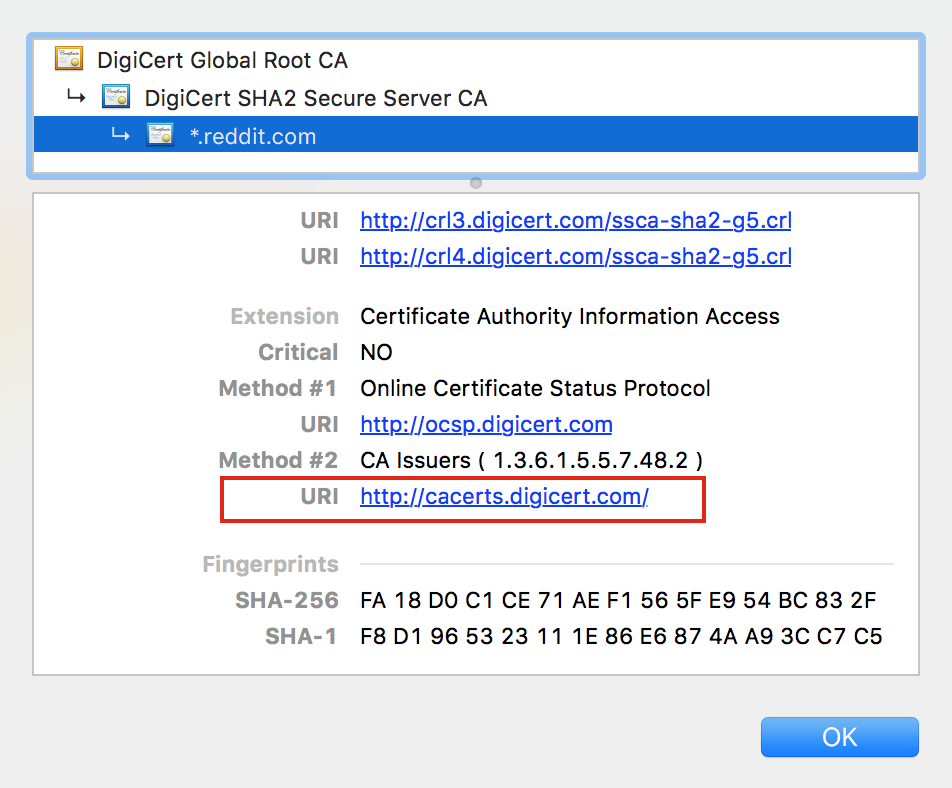 DigiCert Global Root CA
DigiCert SHA2 Secure Server CA
*.reddit.com
URI http://crl3.digicert.com/ssca-sha2-g5.crl
URI http://crl4.digicert.com/ssca-sha2-g5.crl
Extension Certificate Authority Information Access
Critical NO
Method #1 Online Certificate Status Protocol
URI http://ocsp.digicert.com
Method #2 CA Issuers ( 1.3.6.1.5.5.7.48.2 )
URI http://cacerts.digicert.com/
Fingerprints
SHA-256 FA 18 D0 C1 CE 71 AE F1 56 5F E9 54 BC 83 2F
SHA-1 F8 D1 96 53 23 11 1E 86 E6 87 4A A9 3C C7 C5
OK